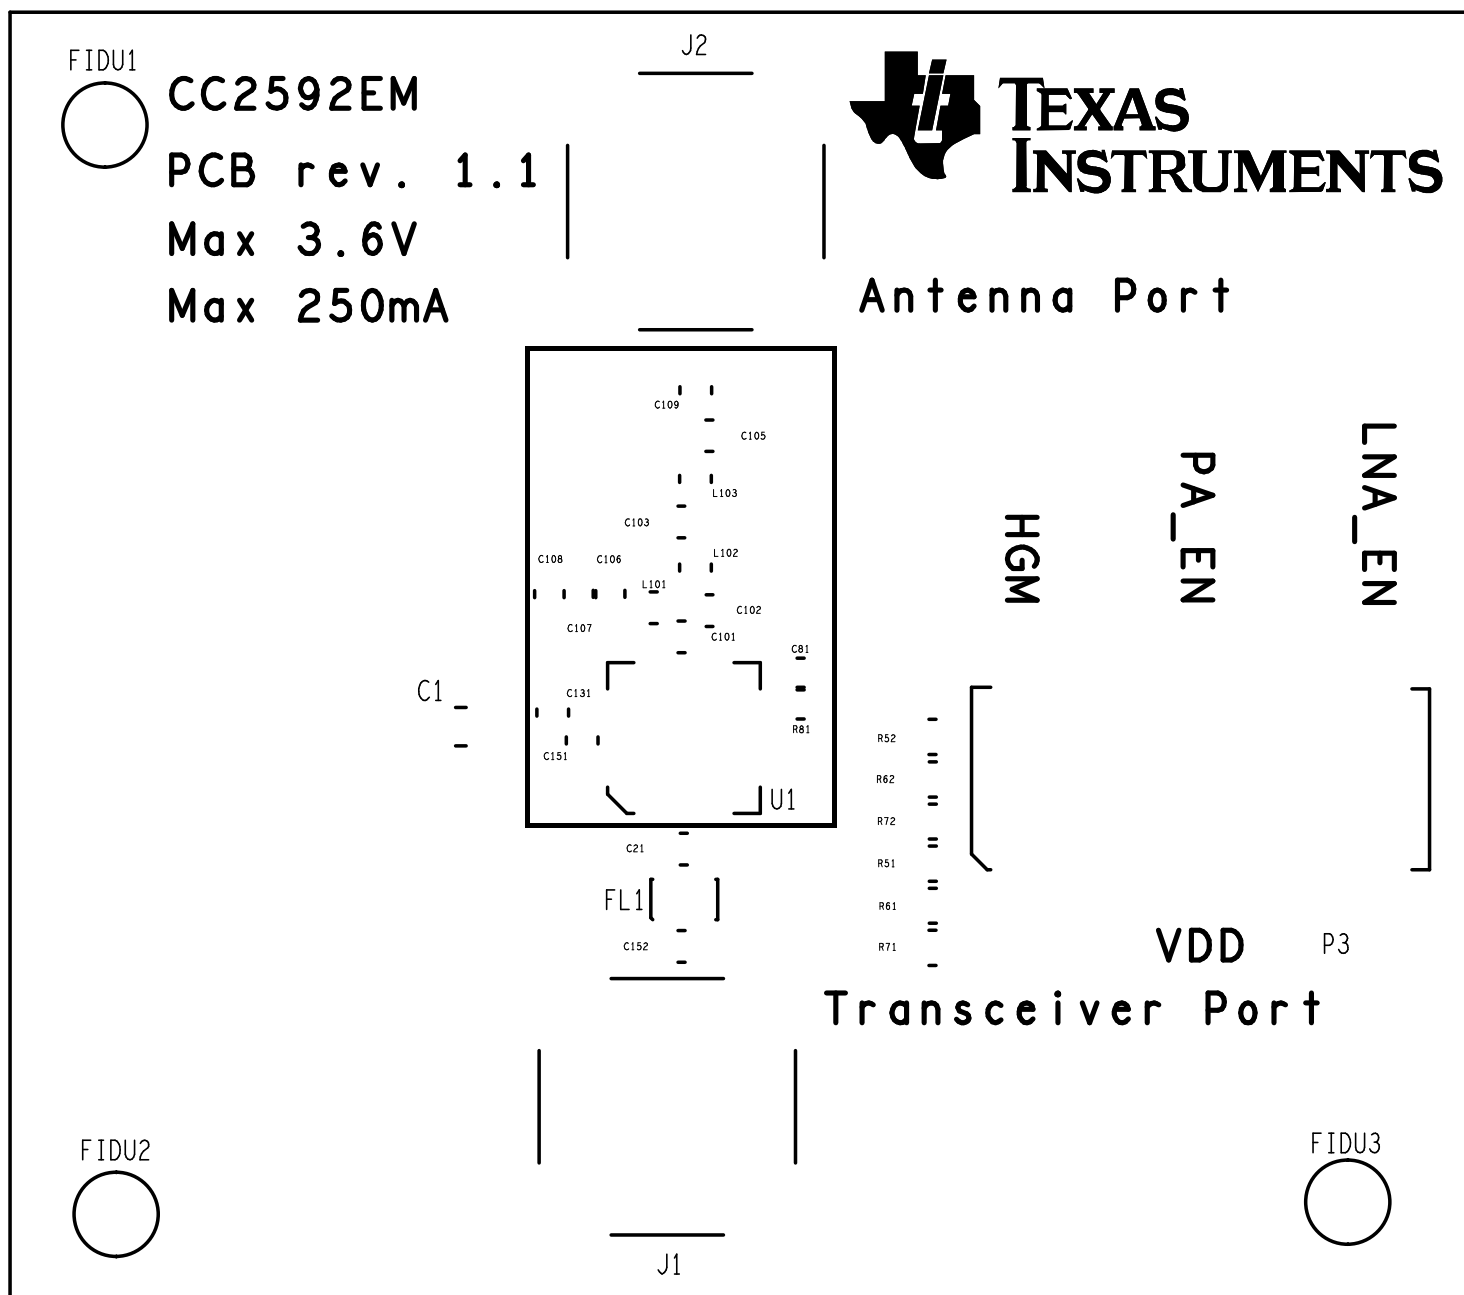 FIDU1
J2
CC2592EM
PCB rev. 1.1
Max 3.6V
Max 250mA
TEXAS
INSTRUMENTS
Antenna Port
C109
C105
L103
C103
L102
C108
C106
L101
C107
C102
C101
C81
C131
R81
C151
C1
U1
HGM
PA_EN
LNA_EN
R52
R62
R72
R51
R61
R71
C21
FL1
C152
VDD
P3
Transceiver Port
FIDU2
FIDU3
J1